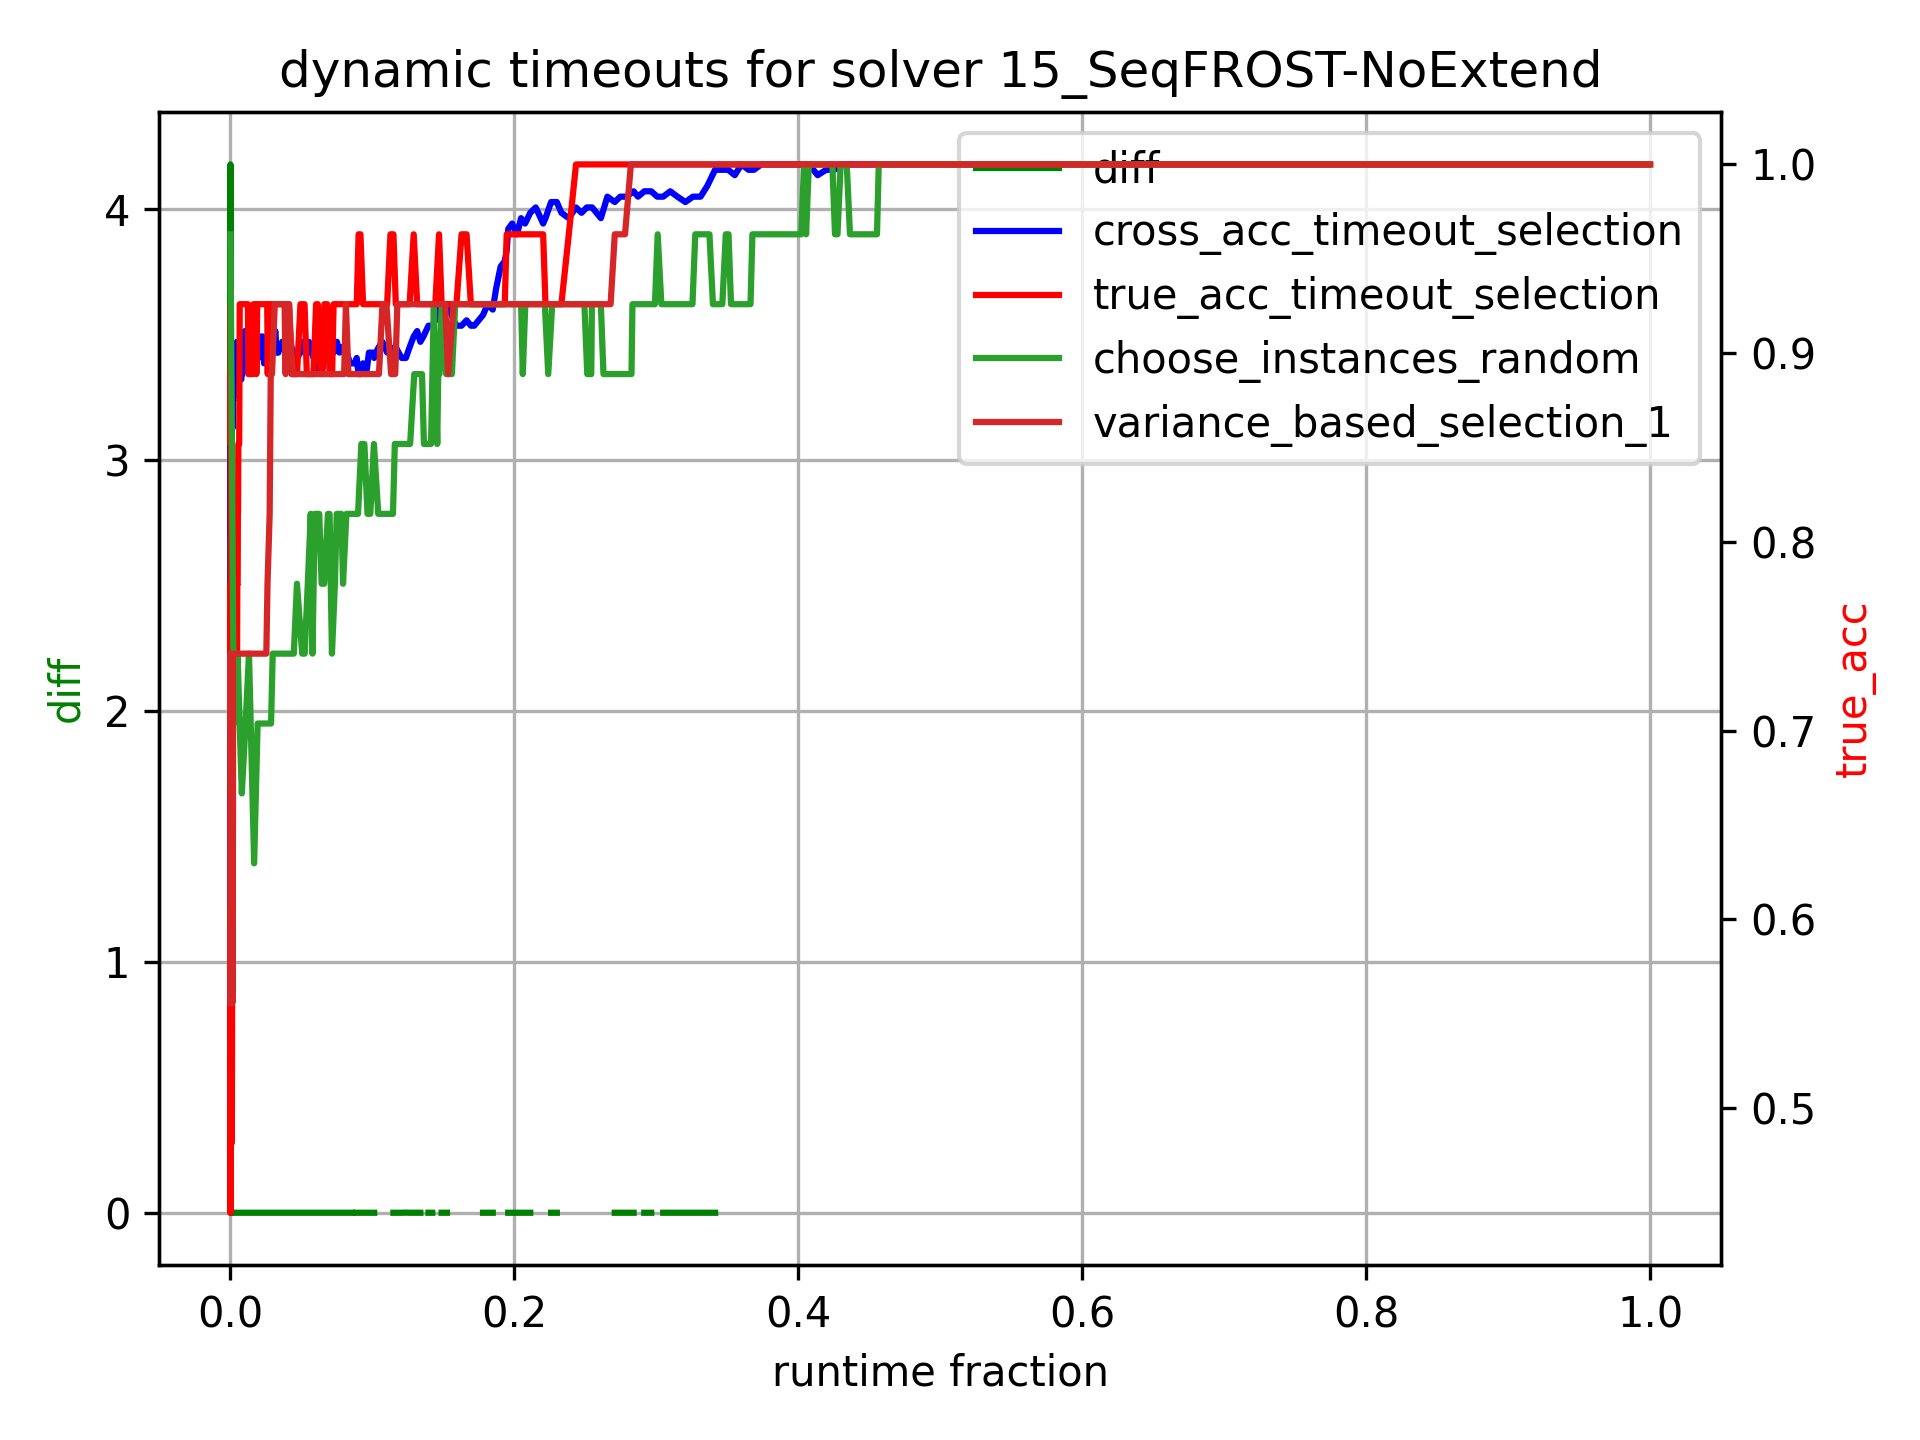 dynamic timeouts for solver 15_SeqFROST-NoExtend
diff
cross_acc_timeout_selection
true_acc_timeout_selection
choose_instances_random
variance_based_selection_1
4
3
2
1
0
diff
1.0
0.9
0.8
0.7
0.6
0.5
true_acc
0.0 0.2 0.4 0.6 0.8 1.0
runtime fraction